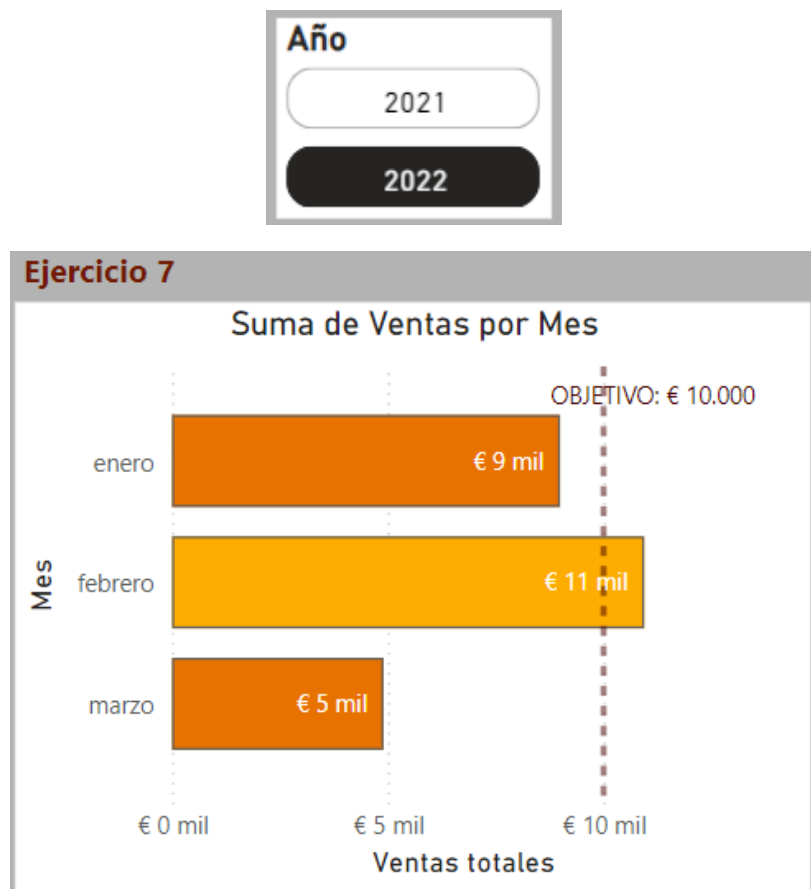 Año
2021
2022
Ejercicio 7
Suma de Ventas por Mes
OBJETIVO: € 10.000
enero
€ 9 mil
febrero
€ 11 mil
marzo
€ 5 mil
Mes
€ 0 mil
€ 5 mil
€ 10 mil
Ventas totales